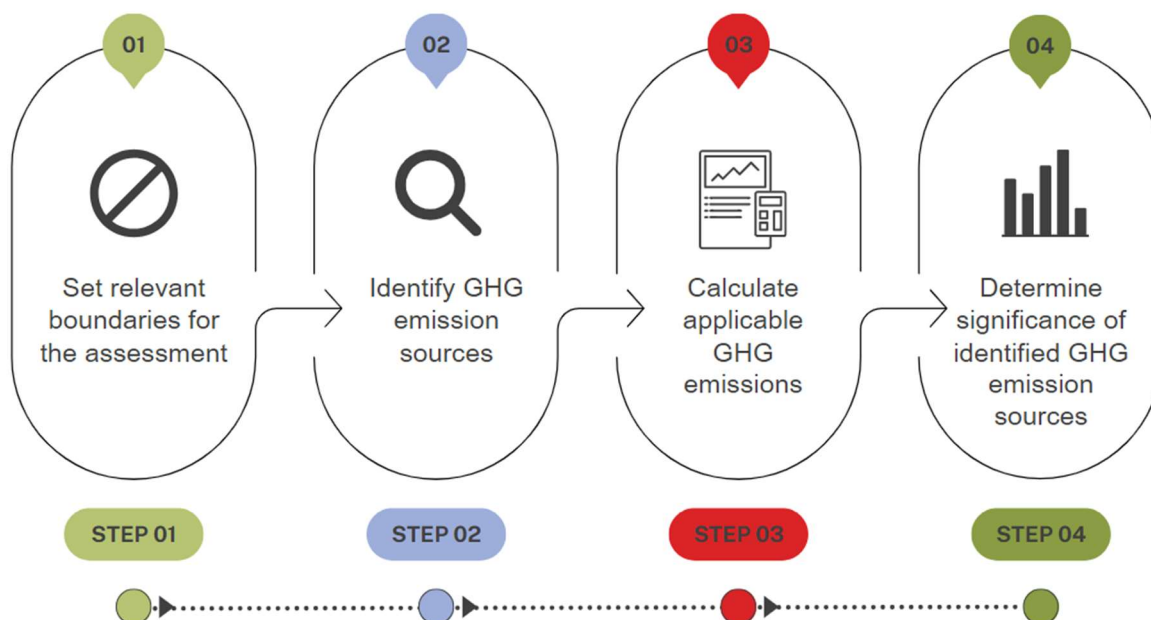 01
02
03
04
Set relevant
boundaries for
the assessment
Identify GHG
emission
sources
Calculate
applicable
GHG
emissions
Determine
significance of
identified GHG
emission
sources
STEP 01
STEP 02
STEP 03
STEP 04